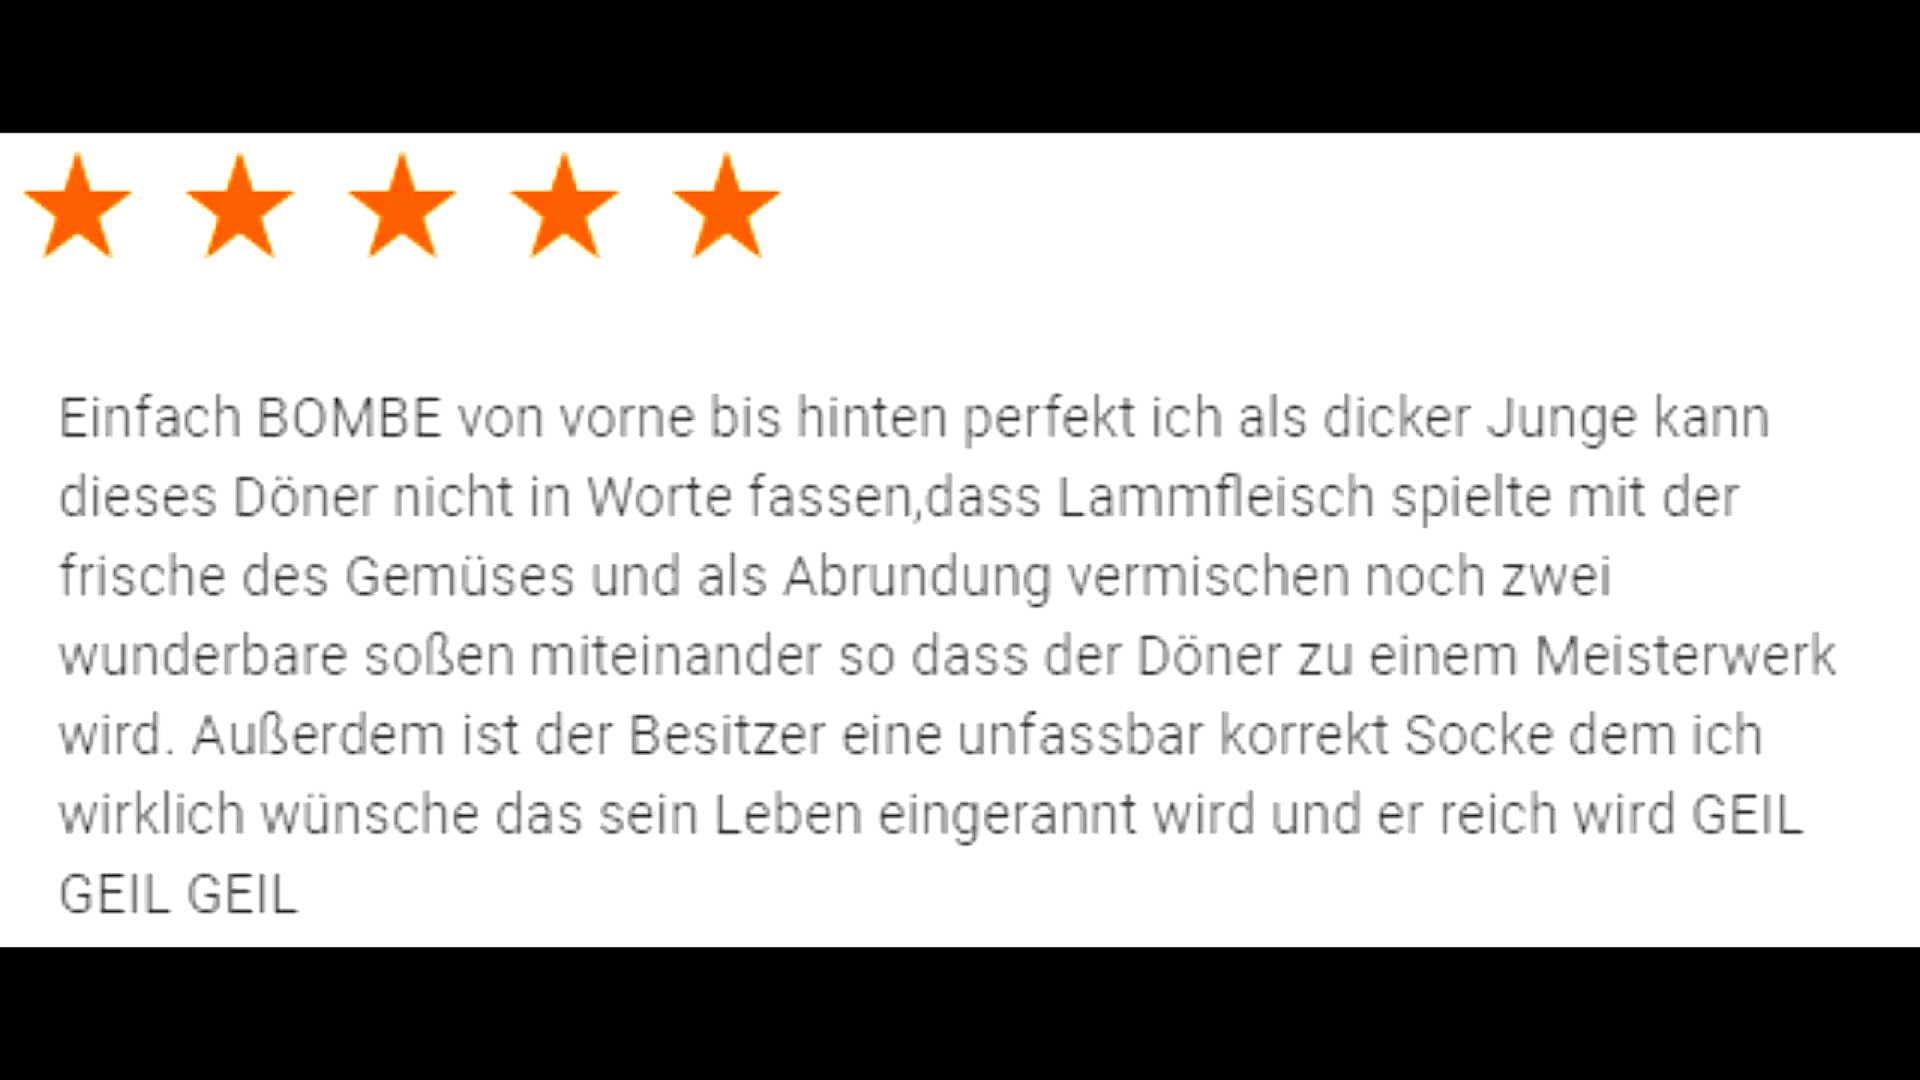 Einfach BOMBE von vorne bis hinten perfekt ich als dicker Junge kann
dieses Döner nicht in Worte fassen,dass Lammfleisch spielte mit der
frische des Gemüses und als Abrundung vermischen noch zwei
wunderbare soßen miteinander so dass der Döner zu einem Meisterwerk
wird. Außerdem ist der Besitzer eine unfassbar korrekt Socke dem ich
wirklich wünsche das sein Leben eingerannt wird und er reich wird GEIL
GEIL GEIL